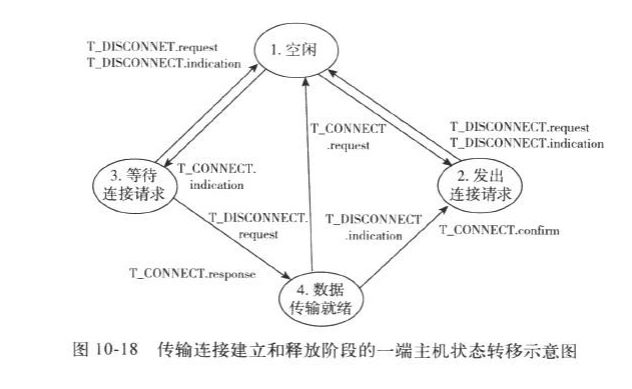 T_DISCONNET.request
T_DISCONNECT.indication
1. 空闲
T_CONNECT
.request
T_DISCONNECT.request
T_DISCONNECT.indication
3. 等待
连接请求
T_CONNECT.
indication
2. 发出
连接请求
T_DISCONNECT.
request
T_DISCONNECT
.indication
T_CONNECT.confirm
T_CONNECT.response
4. 数据
传输就绪
图 10-18 传输连接建立和释放阶段的一端主机状态转移示意图